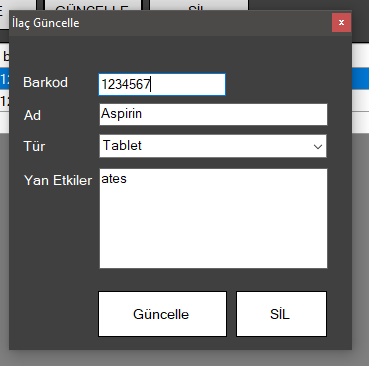 GÜNCELLE SİL
İlaç Güncelle x
Barkod 1234567
Ad Aspirin
Tür Tablet
Yan Etkiler ates
Güncelle SİL